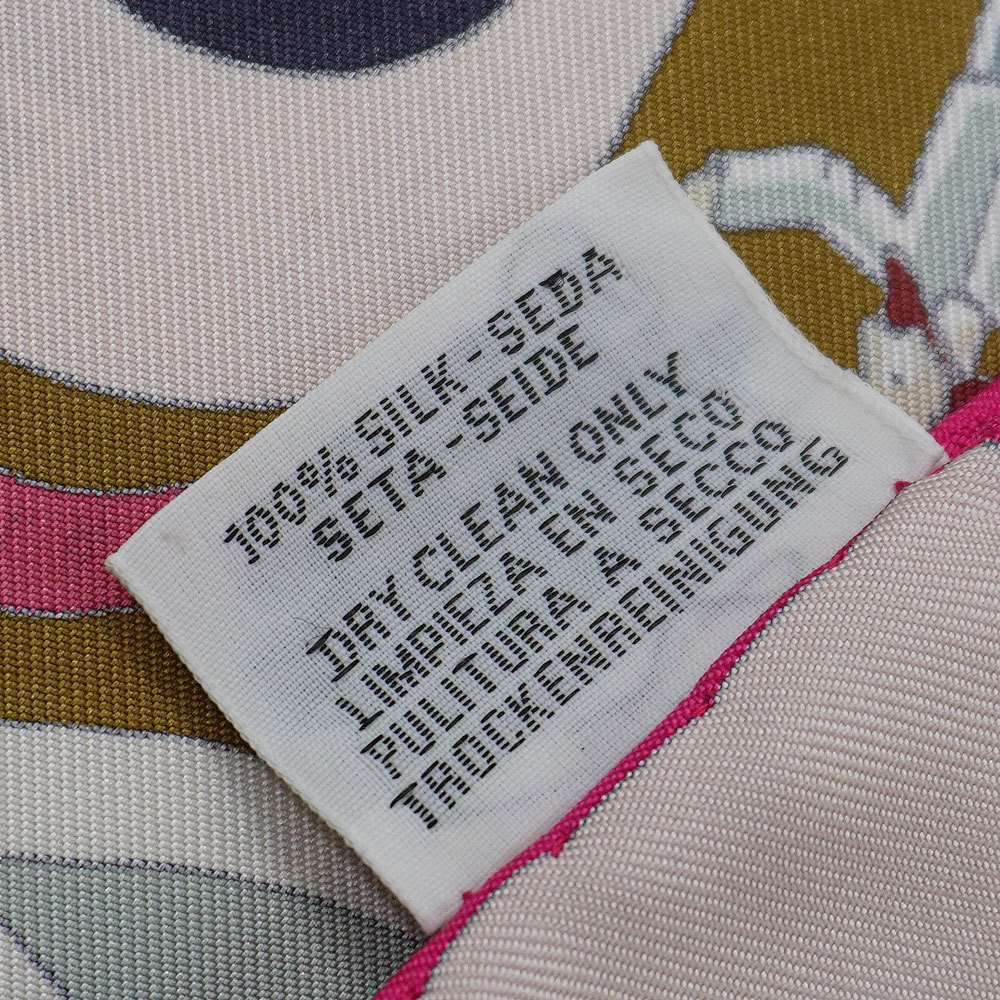 100% SILK - SEDA
SETA - SEIDE
DRY CLEAN ONLY
LIMPIEZA EN SECO
PULITURA A SECCO
TROCKENREINIGUNG